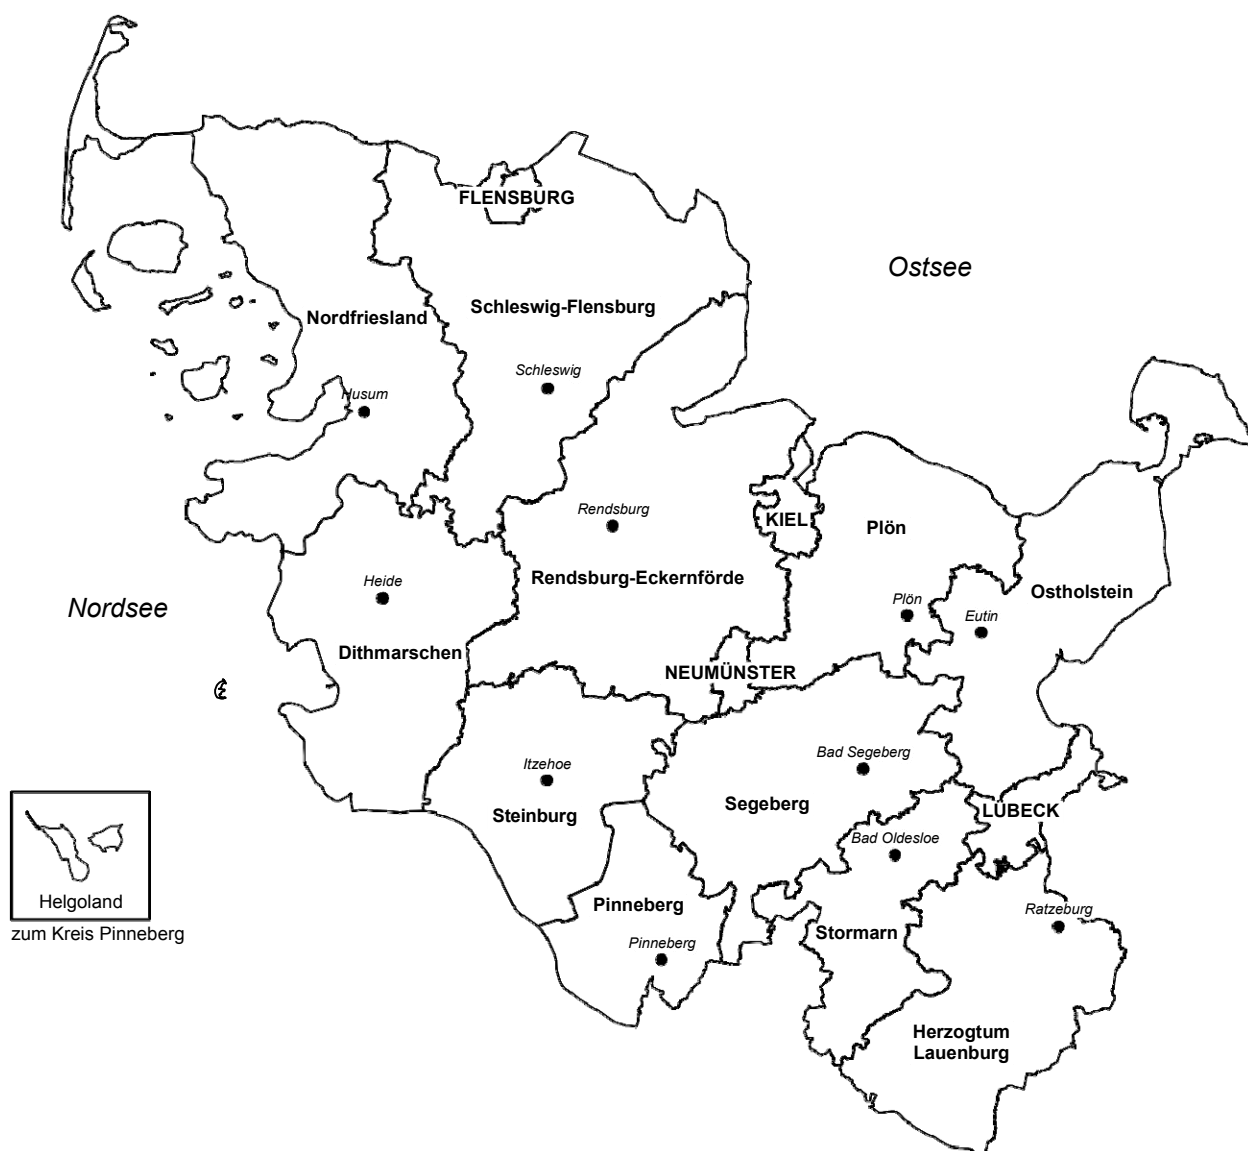 FLENSBURG
Ostsee
Schleswig-Flensburg
Nordfriesland
Schleswig
Husum
Rendsburg
KIEL
Plön
Rendsburg-Eckernförde
Heide
Ostholstein
Nordsee
Plön
Eutin
Dithmarschen
NEUMÜNSTER
Bad Segeberg
Itzehoe
Segeberg
Steinburg
LÜBECK
Bad Oldesloe
Helgoland
Pinneberg
Ratzeburg
zum Kreis Pinneberg
Stormarn
Pinneberg
Herzogtum
Lauenburg